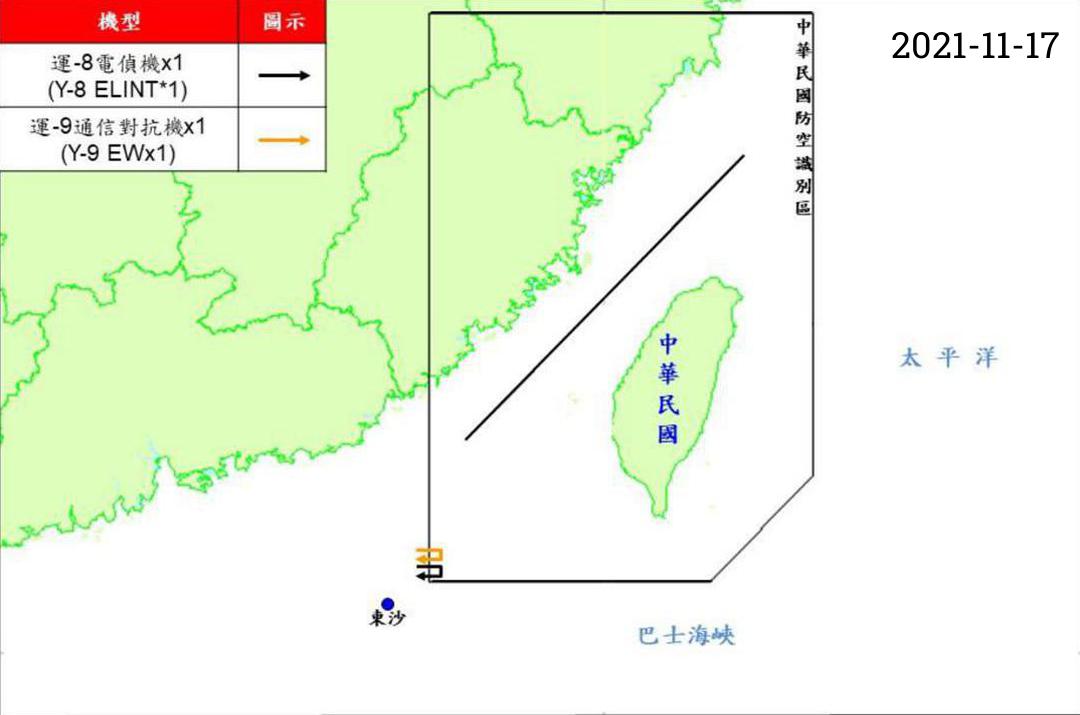 機型 圖示
運-8電偵機x1
(Y-8 ELINT*1)
運-9通信對抗機x1
(Y-9 EWx1)
2021-11-17
中華民國防空識別區
中華民國
太平洋
東沙
巴士海峽